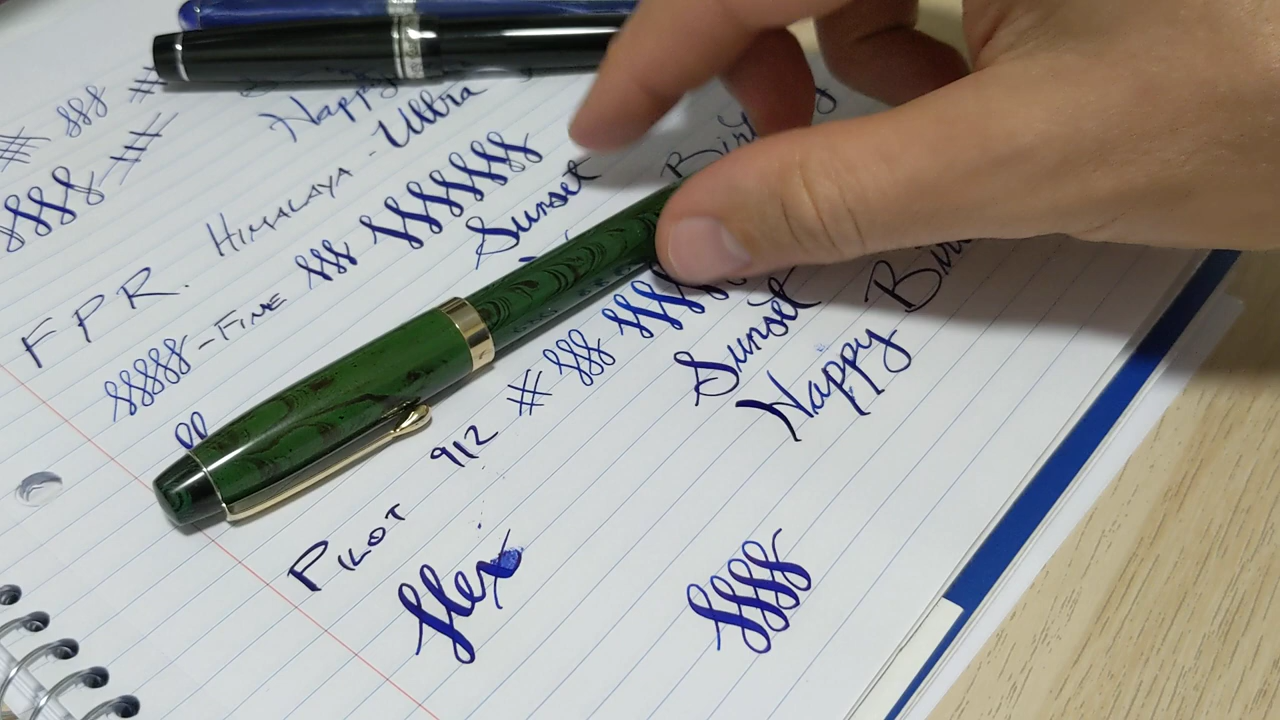 Happy
FPR. HIMALAYA - Ultra
-FINE
Sunset
PILOT 912 #
Sunset
Happy
Flex